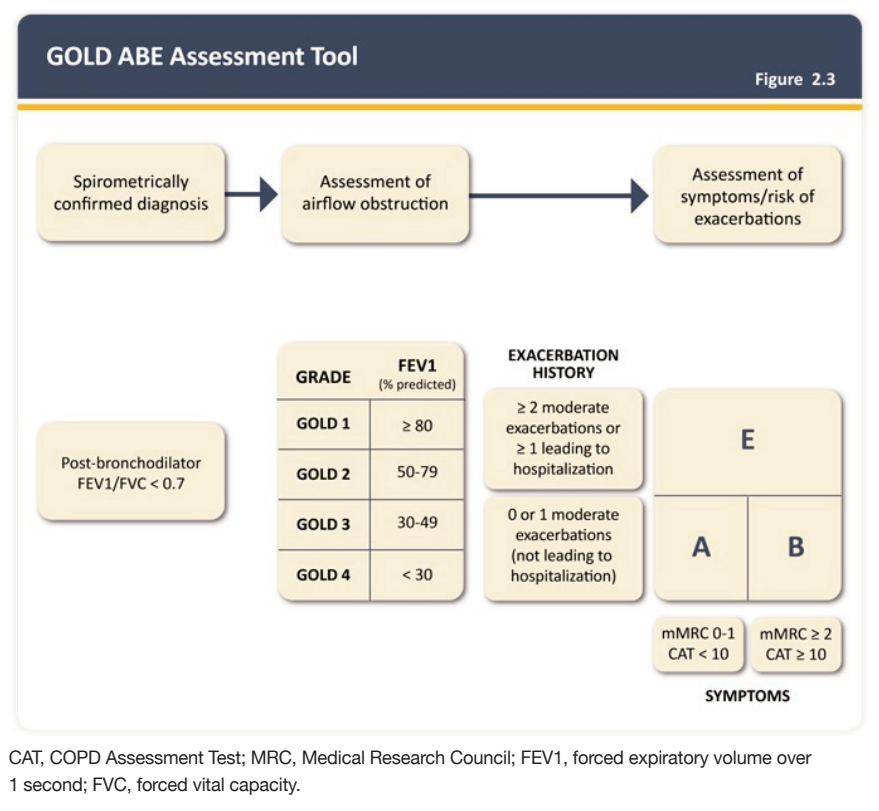 GOLD ABE Assessment Tool
Figure 2.3
Spirometrically
confirmed diagnosis
Assessment of
airflow obstruction
Assessment of
symptoms/risk of
exacerbations
Post-bronchodilator
FEV1/FVC < 0.7
GRADE
FEV1
(% predicted)
GOLD 1
≥ 80
GOLD 2
50-79
GOLD 3
30-49
GOLD 4
< 30
EXACERBATION
HISTORY
≥ 2 moderate
exacerbations or
≥ 1 leading to
hospitalization
0 or 1 moderate
exacerbations
(not leading to
hospitalization)
E
A
B
mMRC 0-1
CAT < 10
mMRC ≥ 2
CAT ≥ 10
SYMPTOMS
CAT, COPD Assessment Test; MRC, Medical Research Council; FEV1, forced expiratory volume over
1 second; FVC, forced vital capacity.